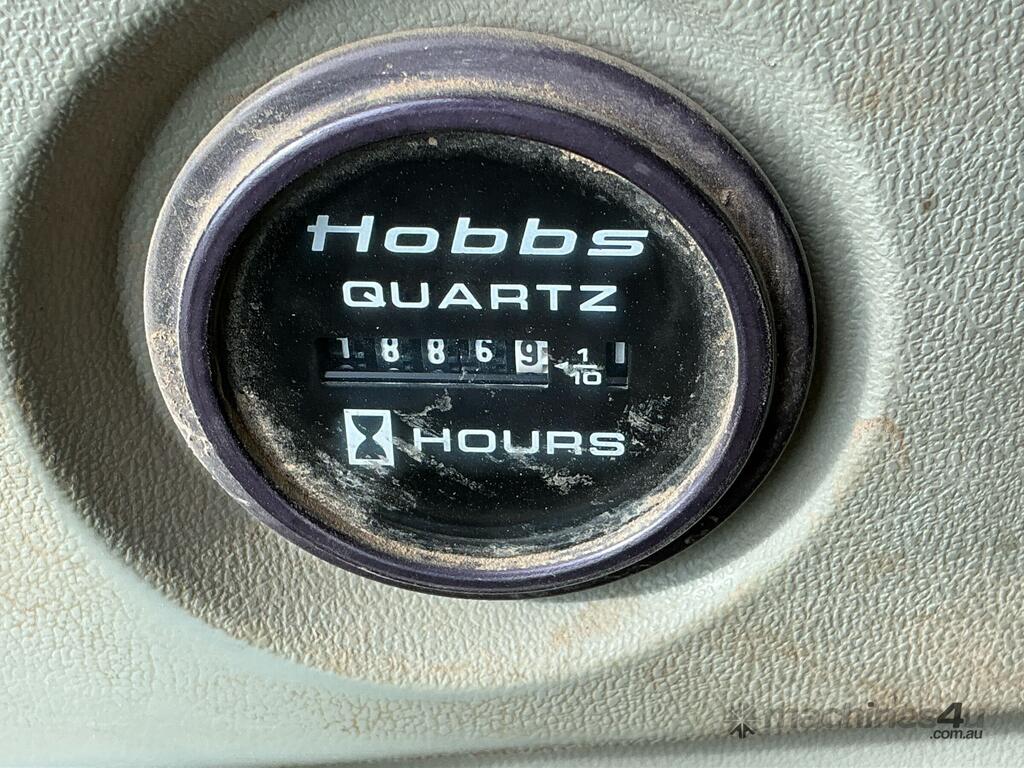 Hobbs
QUARTZ
18869 1/10
HOURS
machines4u
.com.au